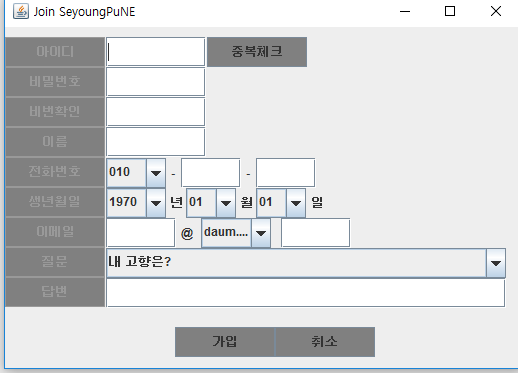 Join SeyoungPuNE
아이디 중복체크
비밀번호
비번확인
이름
전화번호 010 - -
생년월일 1970 년 01 월 01 일
이메일 @ daum....
질문 내 고향은?
답변
가입 취소